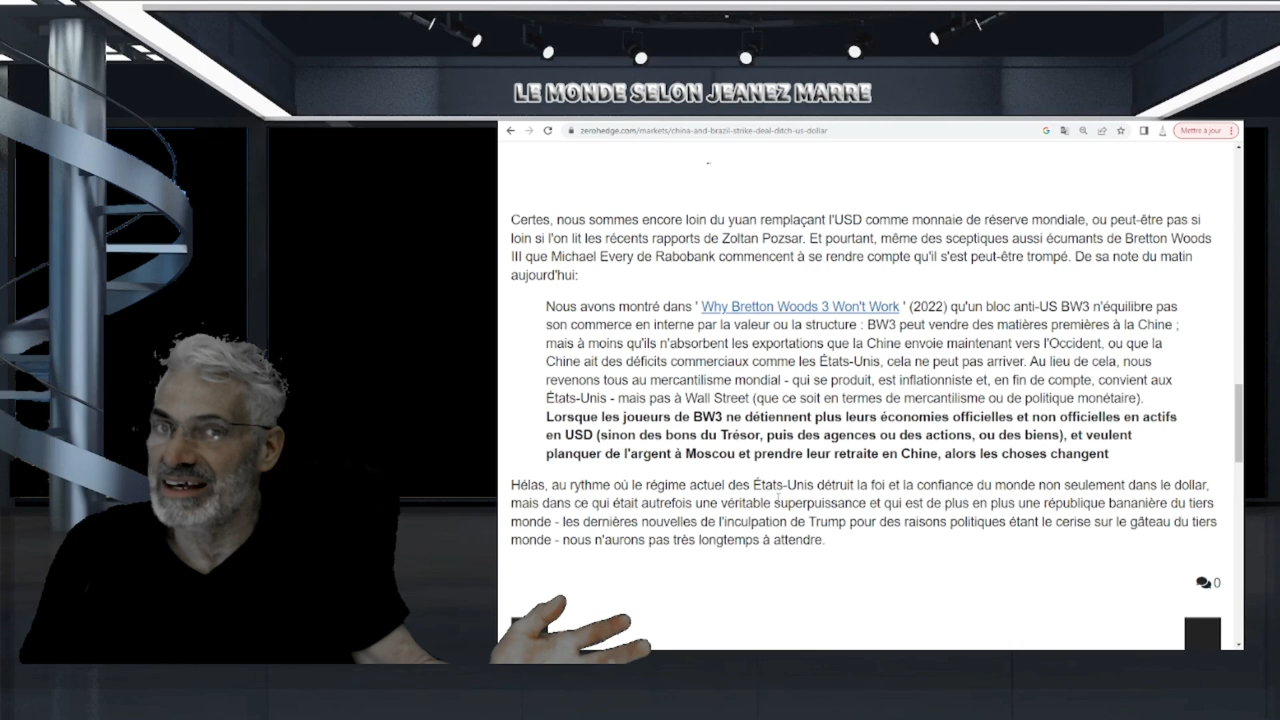 LE MONDE SELON JEANEZ MARRE
zerohedge.com/markets/china-and-brazil-strike-deal-ditch-us-dollar
Mettre à jour
Certes, nous sommes encore loin du yuan remplaçant l'USD comme monnaie de réserve mondiale, ou peut-être pas si
loin si l'on lit les récents rapports de Zoltan Pozsar. Et pourtant, même des sceptiques aussi écumants de Bretton Woods
III que Michael Every de Rabobank commencent à se rendre compte qu'il s'est peut-être trompé. De sa note du matin
aujourd'hui:
Nous avons montré dans ' Why Bretton Woods 3 Won't Work ' (2022) qu'un bloc anti-US BW3 n'équilibre pas
son commerce en interne par la valeur ou la structure : BW3 peut vendre des matières premières à la Chine ;
mais à moins qu'ils n'absorbent les exportations que la Chine envoie maintenant vers l'Occident, ou que la
Chine ait des déficits commerciaux comme les États-Unis, cela ne peut pas arriver. Au lieu de cela, nous
revenons tous au mercantilisme mondial - qui se produit, est inflationniste et, en fin de compte, convient aux
États-Unis - mais pas à Wall Street (que ce soit en termes de mercantilisme ou de politique monétaire).
Lorsque les joueurs de BW3 ne détiennent plus leurs économies officielles et non officielles en actifs
en USD (sinon des bons du Trésor, puis des agences ou des actions, ou des biens), et veulent
planquer de l'argent à Moscou et prendre leur retraite en Chine, alors les choses changent
Hélas, au rythme où le régime actuel des États-Unis détruit la foi et la confiance du monde non seulement dans le dollar,
mais dans ce qui était autrefois une véritable superpuissance et qui est de plus en plus une république bananière du tiers
monde - les dernières nouvelles de l'inculpation de Trump pour des raisons politiques étant le cerise sur le gâteau du tiers
monde - nous n'aurons pas très longtemps à attendre.
0